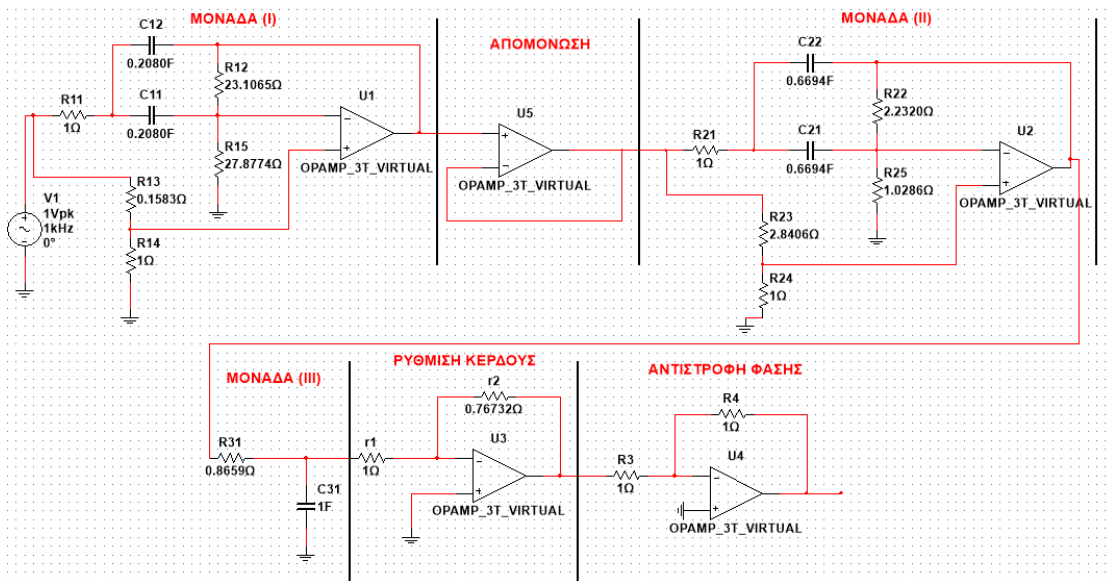 ΜΟΝΑΔΑ (Ι)
C12
0.2080F
R12
23.1065Ω
R11
1Ω
C11
0.2080F
U1
R15
27.8774Ω
OPAMP_3T_VIRTUAL
R13
0.1583Ω
V1
1Vpk
1kHz
0°
R14
1Ω
ΑΠΟΜΟΝΩΣΗ
U5
OPAMP_3T_VIRTUAL
ΜΟΝΑΔΑ (ΙΙ)
C22
0.6694F
R22
2.2320Ω
R21
1Ω
C21
0.6694F
U2
R25
1.0286Ω
OPAMP_3T_VIRTUAL
R23
2.8406Ω
R24
1Ω
ΜΟΝΑΔΑ (ΙΙΙ)
R31
0.8659Ω
C31
1F
ΡΥΘΜΙΣΗ ΚΕΡΔΟΥΣ
r2
0.76732Ω
r1
1Ω
U3
OPAMP_3T_VIRTUAL
ΑΝΤΙΣΤΡΟΦΗ ΦΑΣΗΣ
R4
1Ω
R3
1Ω
U4
OPAMP_3T_VIRTUAL